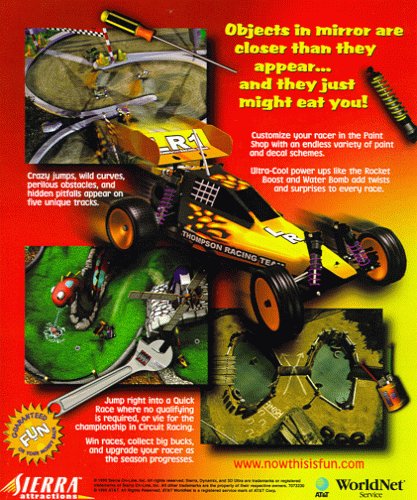 Objects in mirror are
closer than they
appear...
and they just
might eat you!
Customize your racer in the Paint
Shop with an endless variety of paint
and decal schemes.
Ultra-Cool power ups like the Rocket
Boost and Water Bomb add twists
and surprises to every race.
R1
THOMPSON RACING TEAM
Crazy jumps, wild curves,
perilous obstacles, and
hidden pitfalls appear on
five unique tracks.
Jump right into a Quick
Race where no qualifying
is required, or vie for the
championship in Circuit Racing.
Win races, collect big bucks,
and upgrade your racer as
the season progresses.
GUARANTEED
FUN
OR YOUR MONEY
www.nowthisisfun.com
SIERRA
attractions
AT&T WorldNet
Service